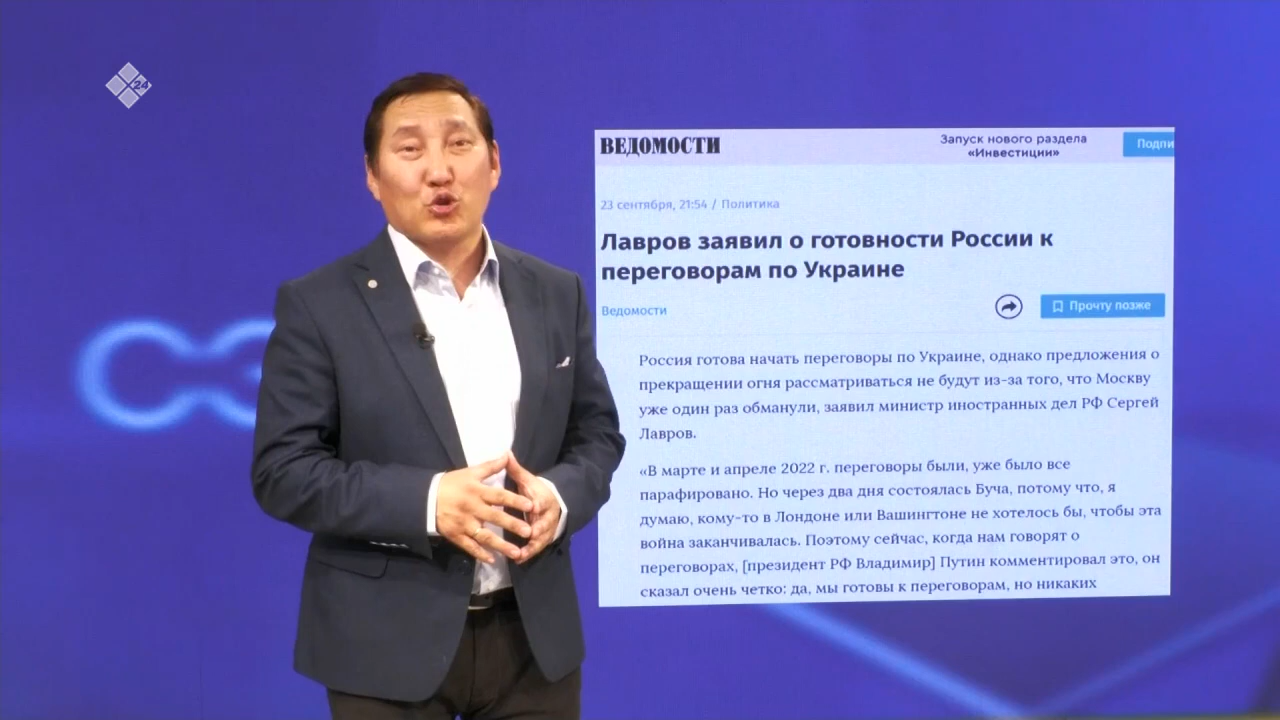 24
ВЕДОМОСТИ
Запуск нового раздела
«Инвестиции»
Подпи
23 сентября, 21:54 / Политика
Лавров заявил о готовности России к
переговорам по Украине
Ведомости
Прочту позже
Россия готова начать переговоры по Украине, однако предложения о
прекращении огня рассматриваться не будут из-за того, что Москву
уже один раз обманули, заявил министр иностранных дел РФ Сергей
Лавров.
«В марте и апреле 2022 г. переговоры были, уже было все
парафировано. Но через два дня состоялась Буча, потому что, я
думаю, кому-то в Лондоне или Вашингтоне не хотелось бы, чтобы эта
война заканчивалась. Поэтому сейчас, когда нам говорят о
переговорах, [президент РФ Владимир] Путин комментировал это, он
сказал очень четко: да, мы готовы к переговорам, но никаких